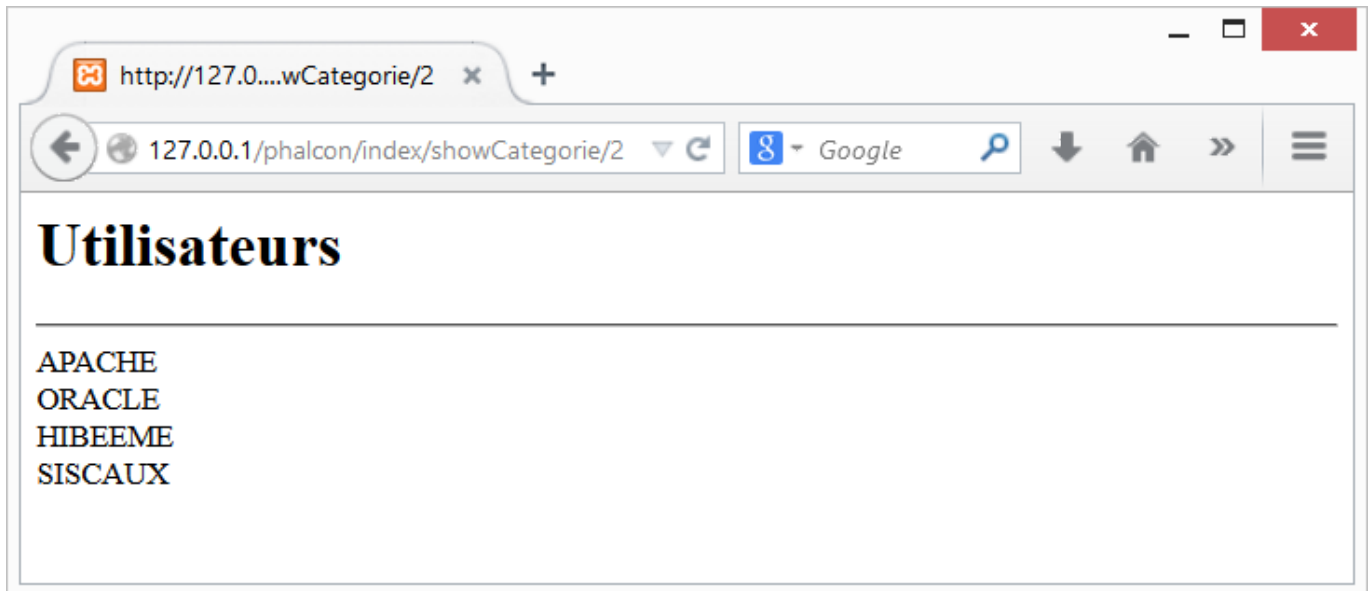 http://127.0....wCategorie/2
127.0.0.1/phalcon/index/showCategorie/2
Google
Utilisateurs
APACHE
ORACLE
HIBEEME
SISCAUX